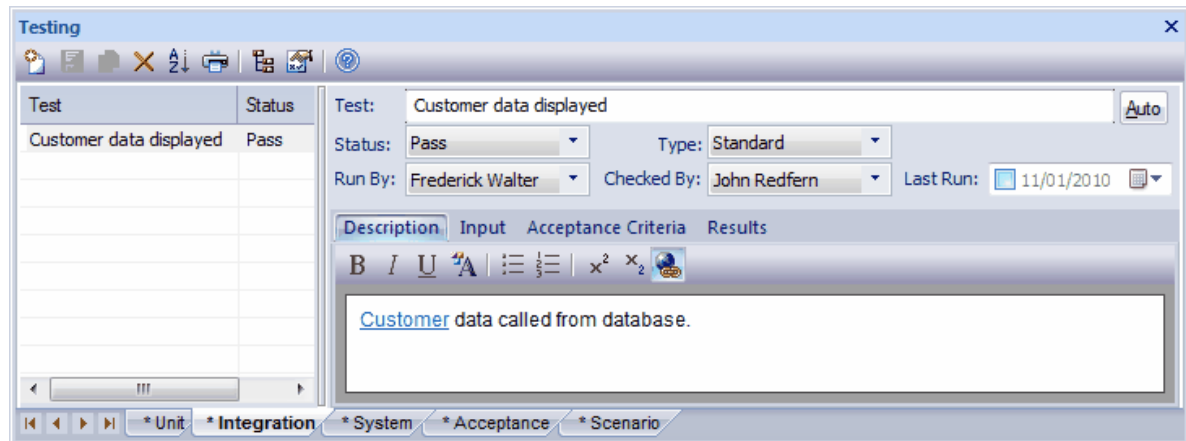 Testing
Test Status
Customer data displayed Pass
Test: Customer data displayed Auto
Status: Pass Type: Standard
Run By: Frederick Walter Checked By: John Redfern Last Run: 11/01/2010
Description Input Acceptance Criteria Results
B I U A x² x₂
Customer data called from database.
* Unit * Integration * System * Acceptance * Scenario